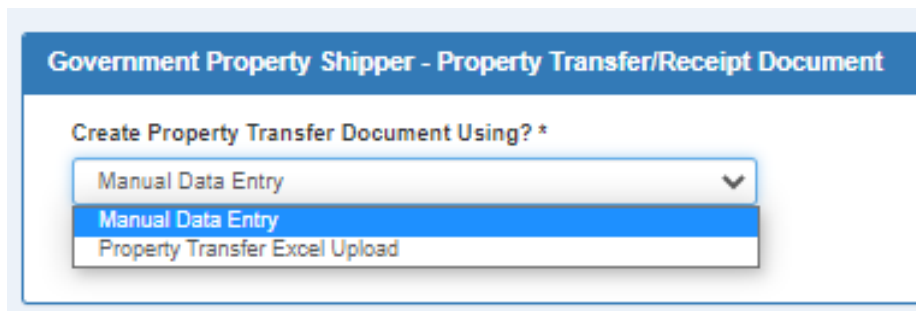 Government Property Shipper - Property Transfer/Receipt Document
Create Property Transfer Document Using? *
Manual Data Entry
Manual Data Entry
Property Transfer Excel Upload